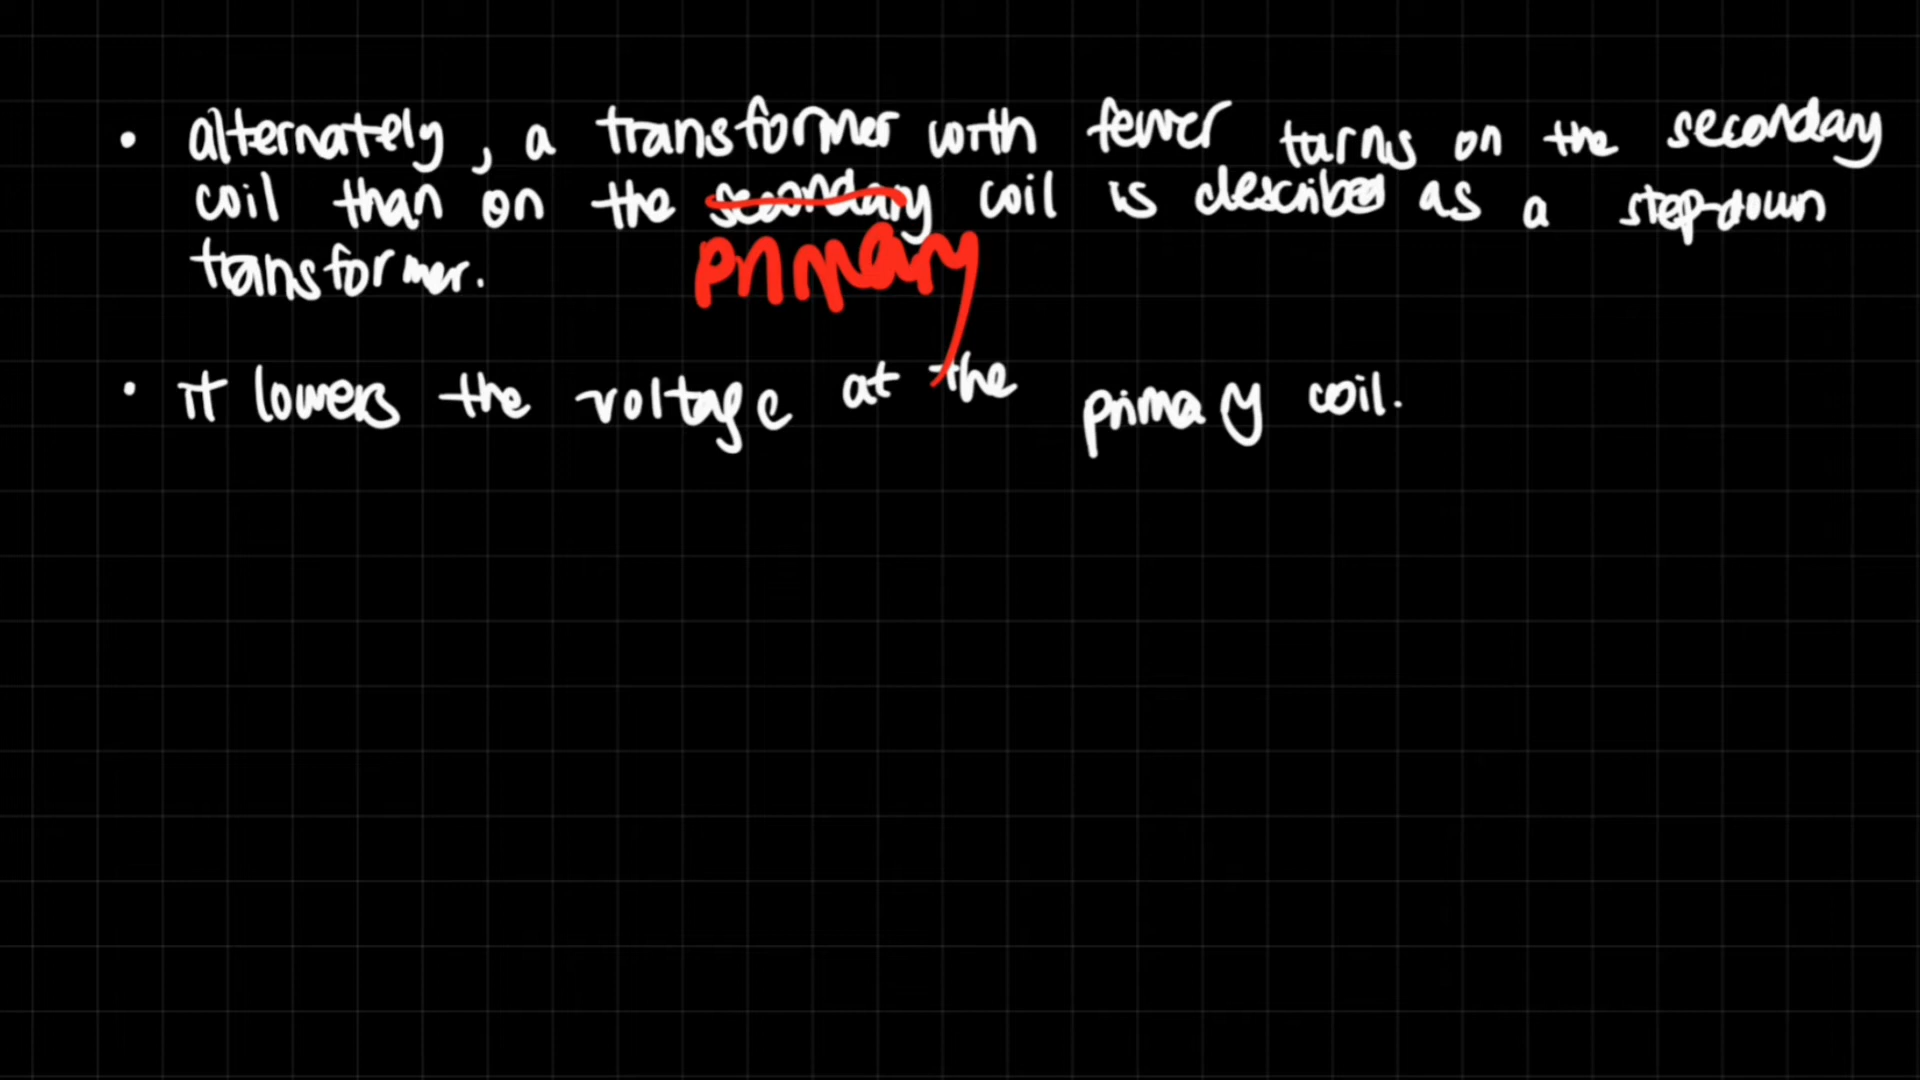 • alternately, a transformer with fewer turns on the secondary
coil than on the secondary coil is described as a step-down
primary
transformer.
• it lowers the voltage at the primary coil.